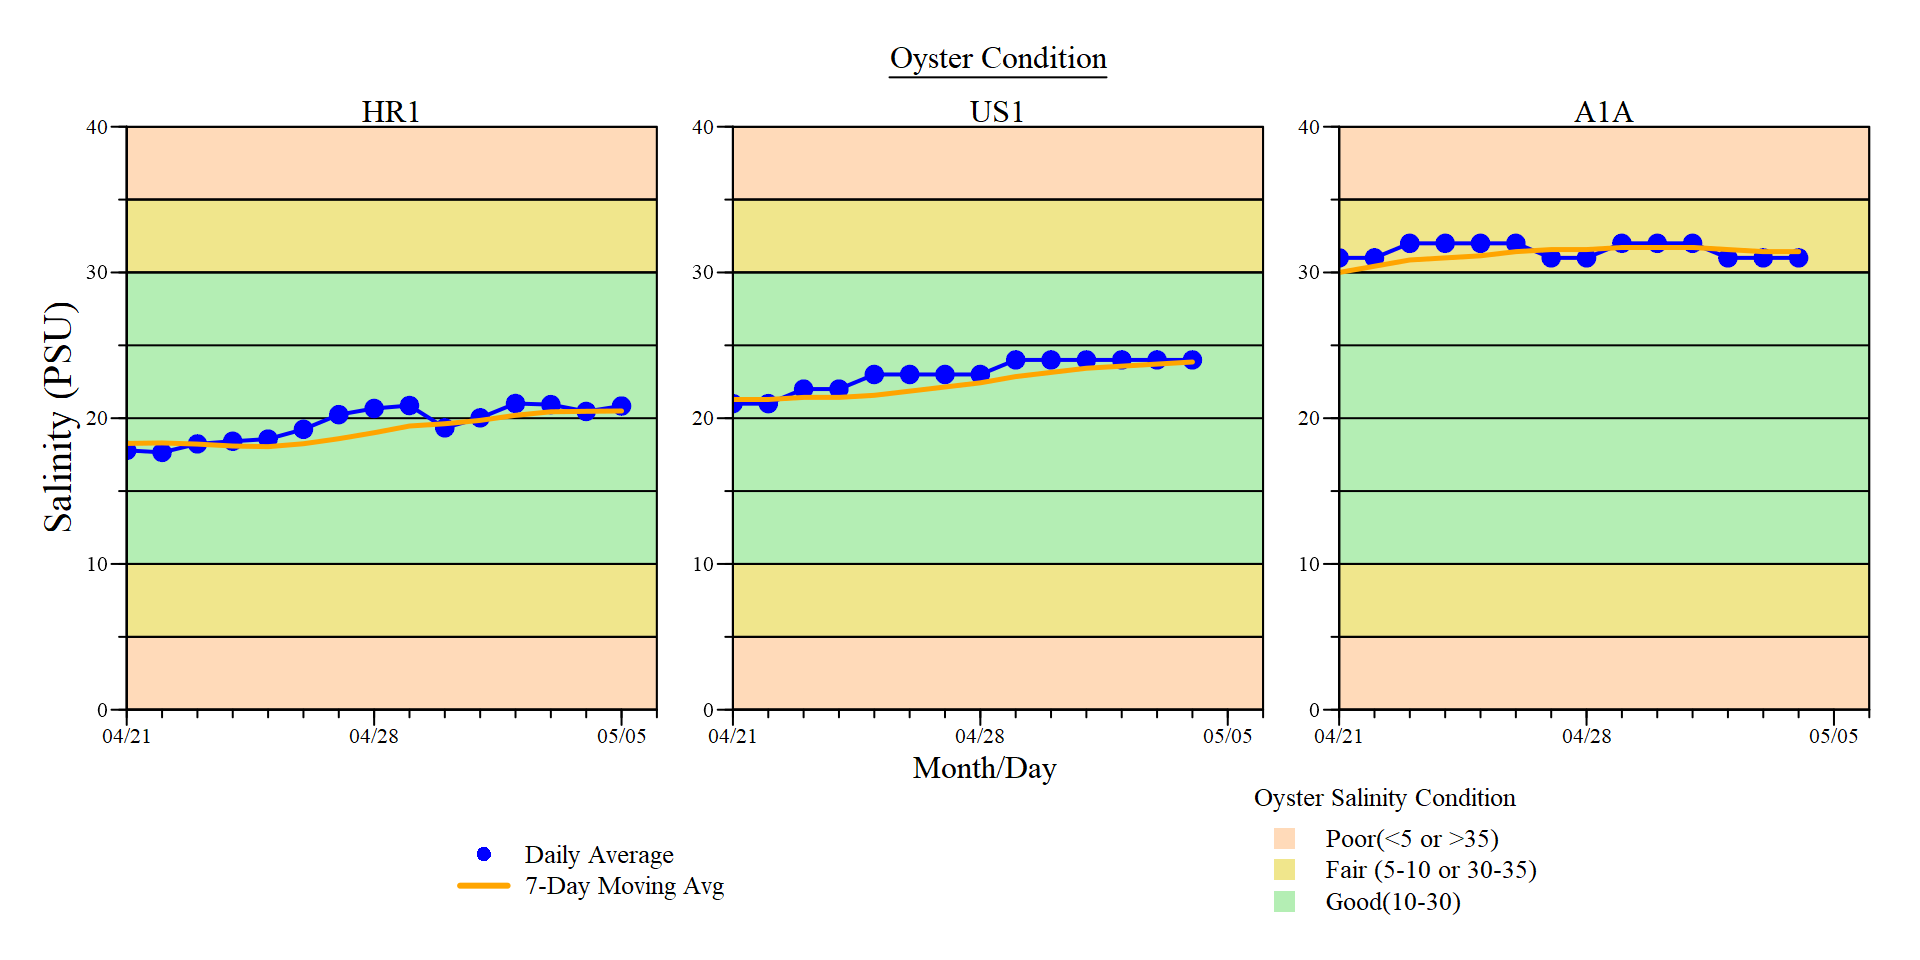 Oyster Condition
HR1
US1
A1A
Salinity (PSU)
40
30
20
10
0
04/21
04/28
05/05
40
30
20
10
0
04/21
04/28
05/05
40
30
20
10
0
04/21
04/28
05/05
Month/Day
Daily Average
7-Day Moving Avg
Oyster Salinity Condition
Poor(<5 or >35)
Fair (5-10 or 30-35)
Good(10-30)